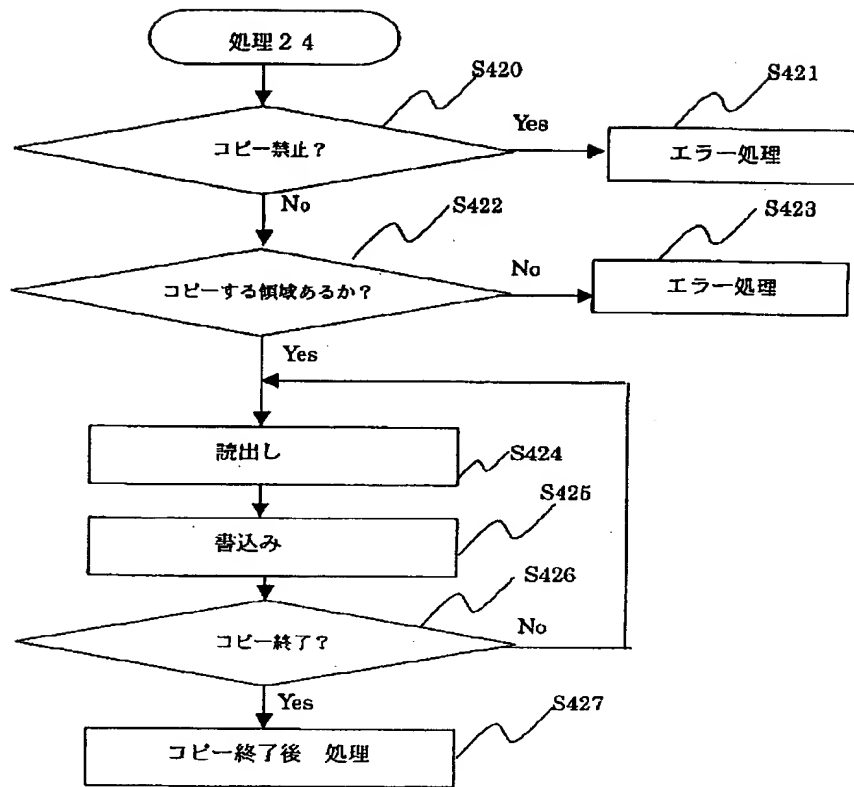 処理24
S420
S421
コピー禁止?
Yes
エラー処理
No
S422
S423
コピーする領域あるか?
No
エラー処理
Yes
読出し
S424
S425
書込み
S426
コピー終了?
No
Yes
S427
コピー終了後 処理